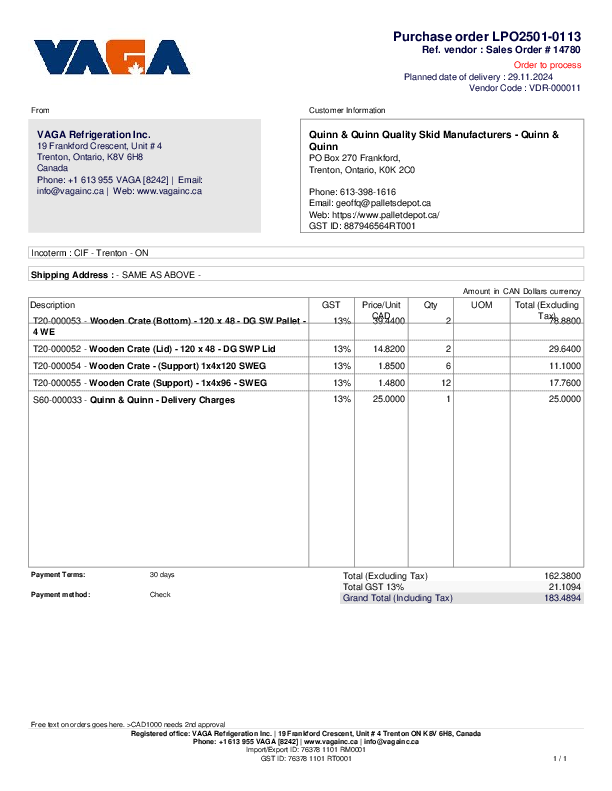 VAGA
Purchase order LPO2501-0113
Ref. vendor : Sales Order # 14780
Order to process
Planned date of delivery : 29.11.2024
Vendor Code : VDR-000011
From
Customer Information
VAGA Refrigeration Inc.
19 Frankford Crescent, Unit # 4
Trenton, Ontario, K8V 6H8
Canada
Phone: +1 613 955 VAGA [8242] | Email:
info@vagainc.ca | Web: www.vagainc.ca
Quinn & Quinn Quality Skid Manufacturers - Quinn &
Quinn
PO Box 270 Frankford,
Trenton, Ontario, K0K 2C0
Phone: 613-398-1616
Email: geoffq@palletsdepot.ca
Web: https://www.palletsdepot.ca/
GST ID: 887946564RT001
Incoterm : CIF - Trenton - ON
Shipping Address : - SAME AS ABOVE -
Amount in CAN Dollars currency
Description GST Price/Unit CAD Qty UOM Total (Excluding Tax)
T20-000053 - Wooden Crate (Bottom) - 120 x 48 - DG SW Pallet - 13% 39.4400 2 78.8800
4 WE
T20-000052 - Wooden Crate (Lid) - 120 x 48 - DG SWP Lid 13% 14.8200 2 29.6400
T20-000054 - Wooden Crate - (Support) 1x4x120 SWEG 13% 1.8500 6 11.1000
T20-000055 - Wooden Crate (Support) - 1x4x96 - SWEG 13% 1.4800 12 17.7600
S60-000033 - Quinn & Quinn - Delivery Charges 13% 25.0000 1 25.0000
Payment Terms: 30 days
Payment method: Check
Total (Excluding Tax) 162.3800
Total GST 13% 21.1094
Grand Total (Including Tax) 183.4894
Free text on orders goes here. >CAD1000 needs 2nd approval
Registered office: VAGA Refrigeration Inc. | 19 Frankford Crescent, Unit # 4 Trenton ON K8V 6H8, Canada
Phone: +1 613 955 VAGA [8242] | www.vagainc.ca | info@vagainc.ca
Import/Export ID: 76378 1101 RM0001
GST ID: 76378 1101 RT0001
1 / 1